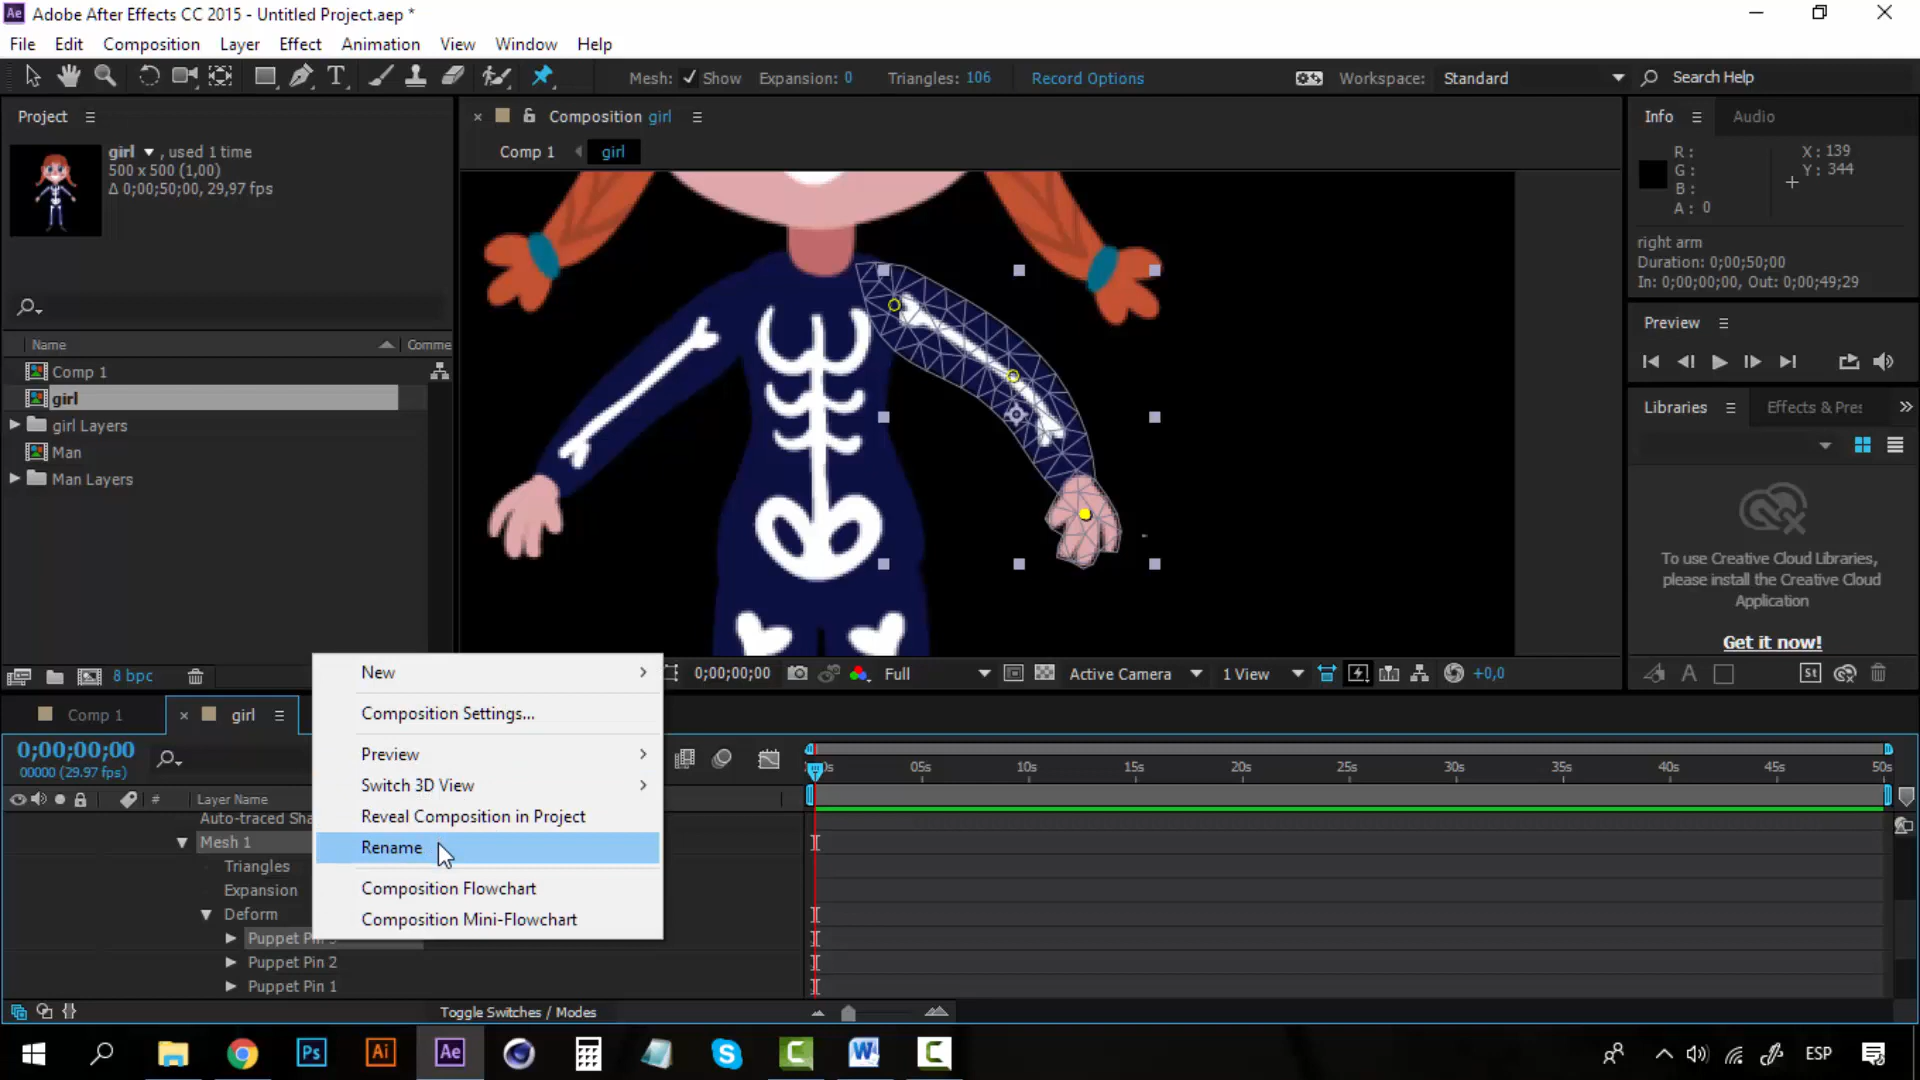 Adobe After Effects CC 2015 - Untitled Project.aep *
File Edit Composition Layer Effect Animation View Window Help
Mesh: Show Expansion: 0 Triangles: 106 Record Options Workspace: Standard Search Help
Project
girl , used 1 time
500 x 500 (1,00)
Δ 0;00;50;00, 29,97 fps
Name Comme
Comp 1
girl
girl Layers
Man
Man Layers
8 bpc
Composition girl
Comp 1 girl
0;00;00;00 Full Active Camera 1 View +0,0
Info Audio
R: X: 139
G: Y: 344
B:
A: 0
right arm
Duration: 0;00;50;00
In: 0;00;00;00, Out: 0;00;49;29
Preview
Libraries Effects & Pres
To use Creative Cloud Libraries,
please install the Creative Cloud
Application
Get it now!
St
New
Composition Settings...
Preview
Switch 3D View
Reveal Composition in Project
Rename
Composition Flowchart
Composition Mini-Flowchart
Comp 1 girl
0;00;00;00
00000 (29.97 fps)
# Layer Name
05s 10s 15s 20s 25s 30s 35s 40s 45s 50s
Auto-traced Sha
Mesh 1
Triangles
Expansion
Deform
Puppet Pin 3
Puppet Pin 2
Puppet Pin 1
Toggle Switches / Modes
Ps Ai Ae
ESP